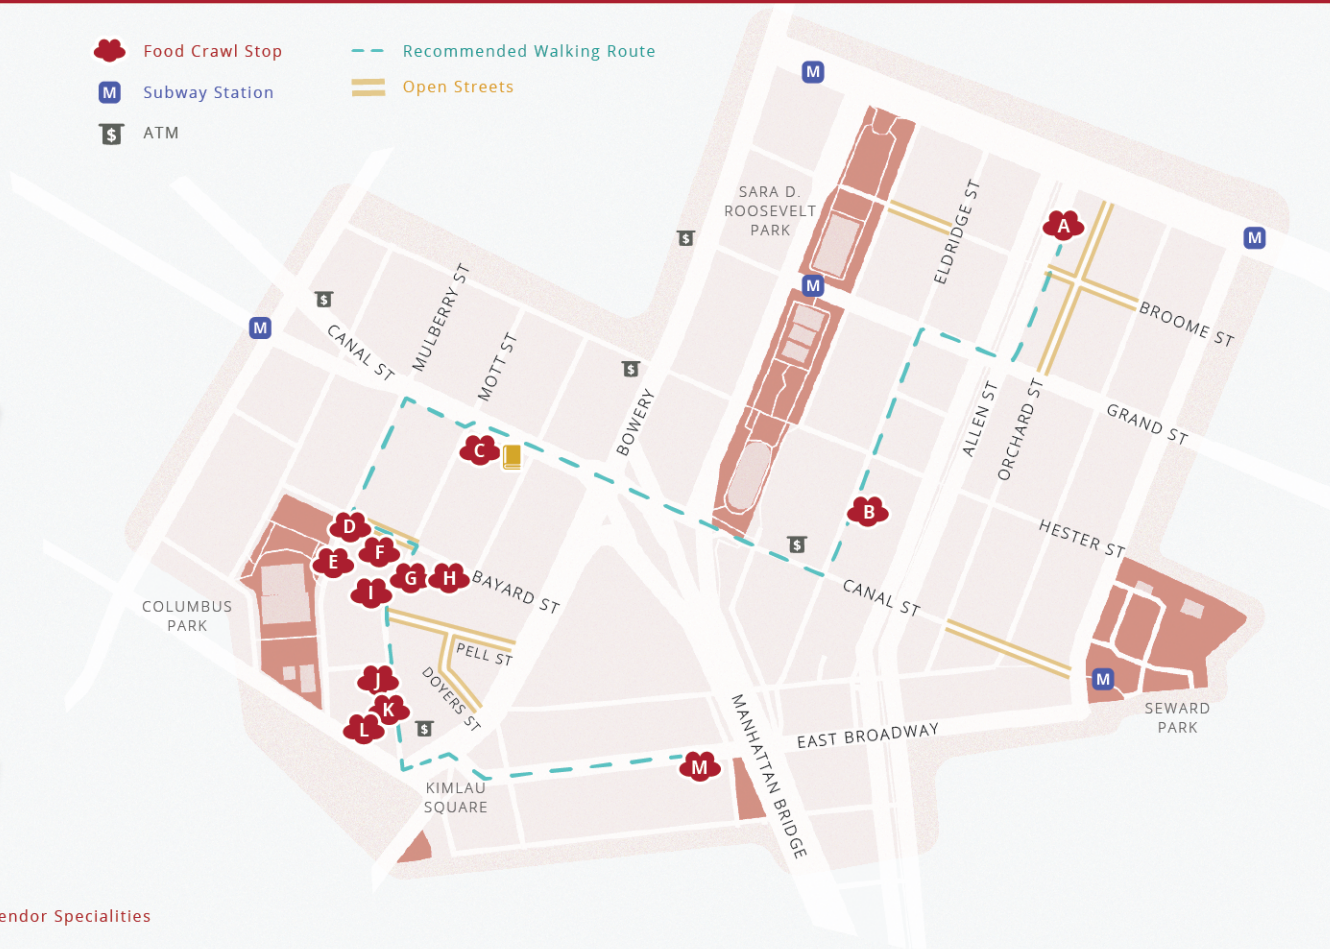 Food Crawl Stop
Recommended Walking Route
M
Subway Station
Open Streets
$
ATM
M
SARA D.
ROOSEVELT
PARK
ELDRIDGE ST
A
M
$
M
BROOME ST
$
M
CANAL ST
MULBERRY ST
MOTT ST
$
BOWERY
ALLEN ST
ORCHARD ST
GRAND ST
C
B
HESTER ST
D
F
E
G
H
I
BAYARD ST
$
CANAL ST
COLUMBUS
PARK
PELL ST
DOYERS ST
J
K
L
$
M
SEWARD
PARK
MANHATTAN BRIDGE
EAST BROADWAY
M
KIMLAU
SQUARE
endor Specialities